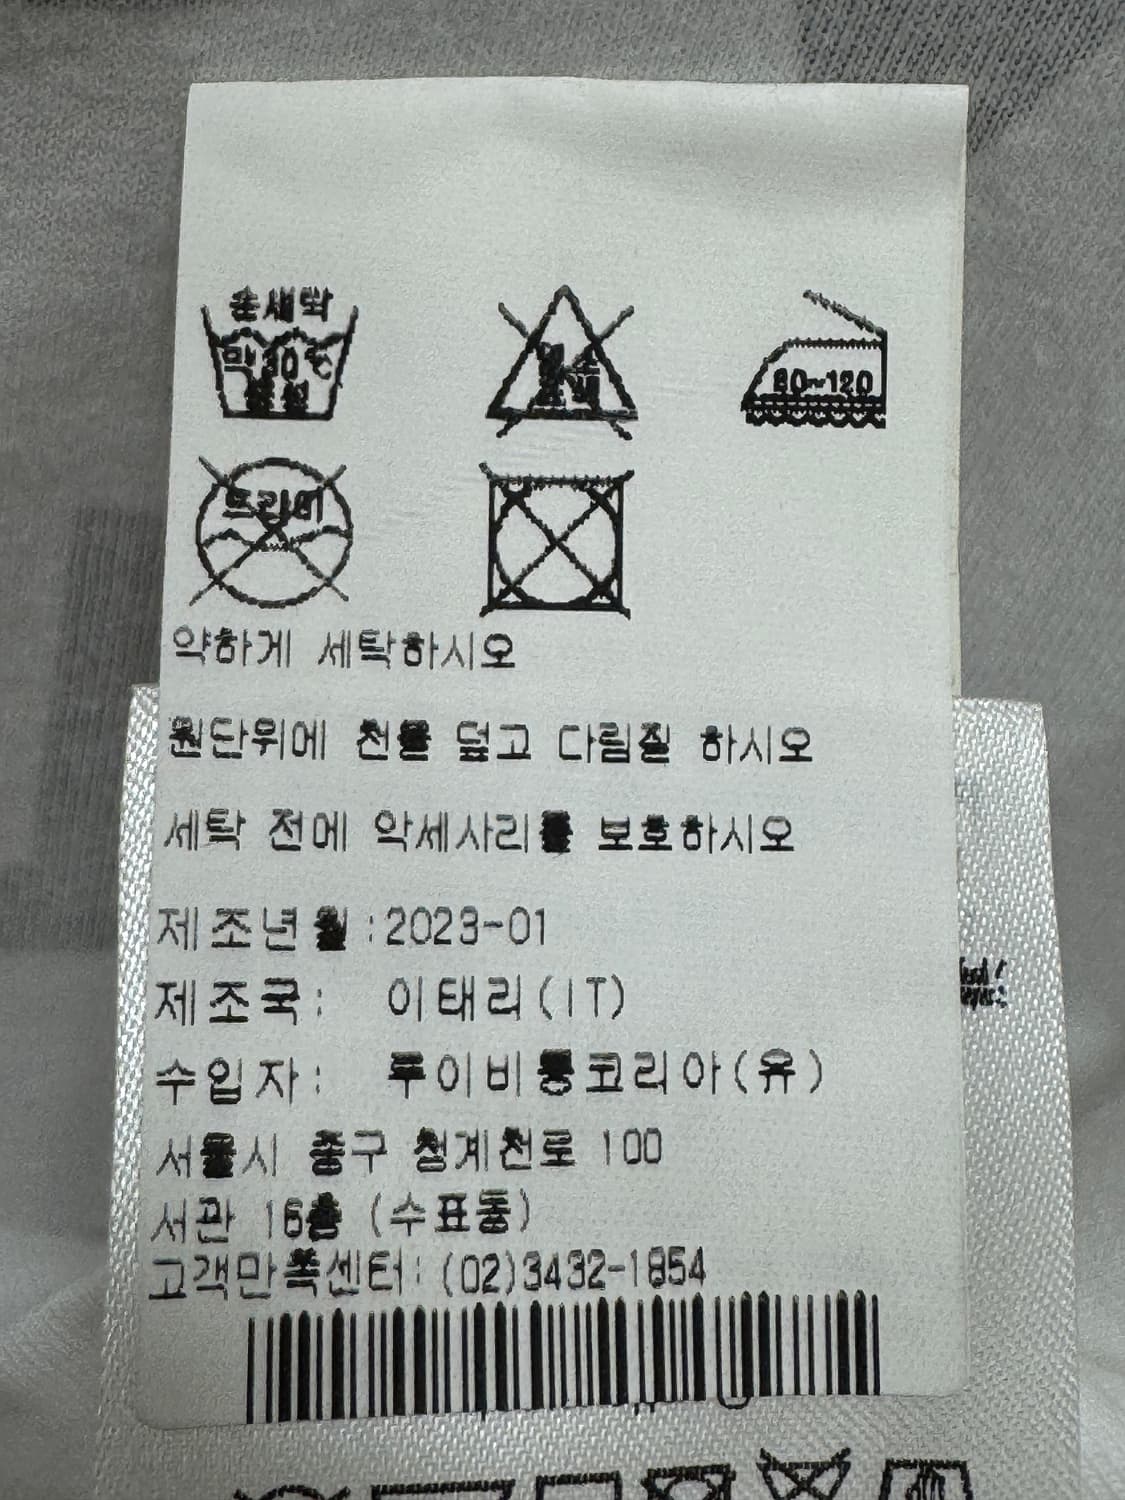 손세탁
약30℃
중성
염소
표백
80~120
드라이
약하게 세탁하시오
원단위에 천을 덮고 다림질 하시오
세탁 전에 악세사리를 보호하시오
제조년월:2023-01
제조국: 이태리(IT)
수입자: 루이비통코리아(유)
서울시 중구 청계천로 100
서관 16층 (수표동)
고객만족센터:(02)3432-1854